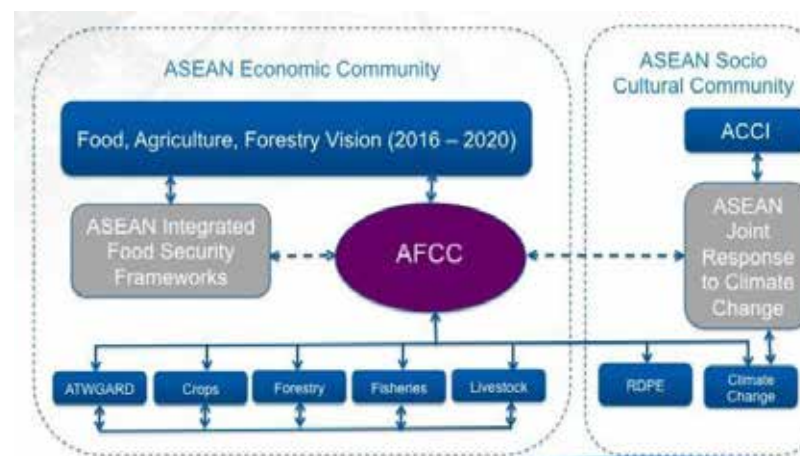 ASEAN Economic Community
ASEAN Socio
Cultural Community
Food, Agriculture, Forestry Vision (2016 – 2020)
ACCI
ASEAN Integrated
Food Security
Frameworks
AFCC
ASEAN
Joint
Response
to Climate
Change
ATWGARD
Crops
Forestry
Fisheries
Livestock
RDPE
Climate
Change